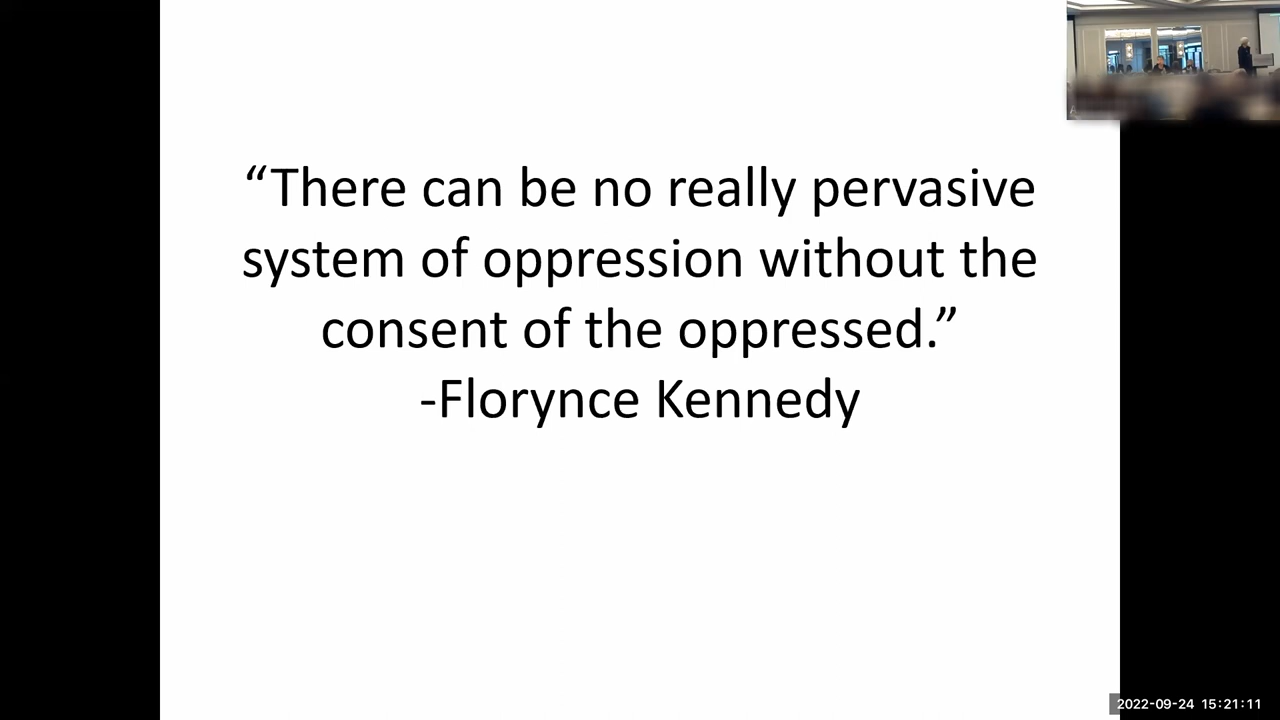 “There can be no really pervasive
system of oppression without the
consent of the oppressed.”
-Florynce Kennedy
2022-09-24 15:21:11